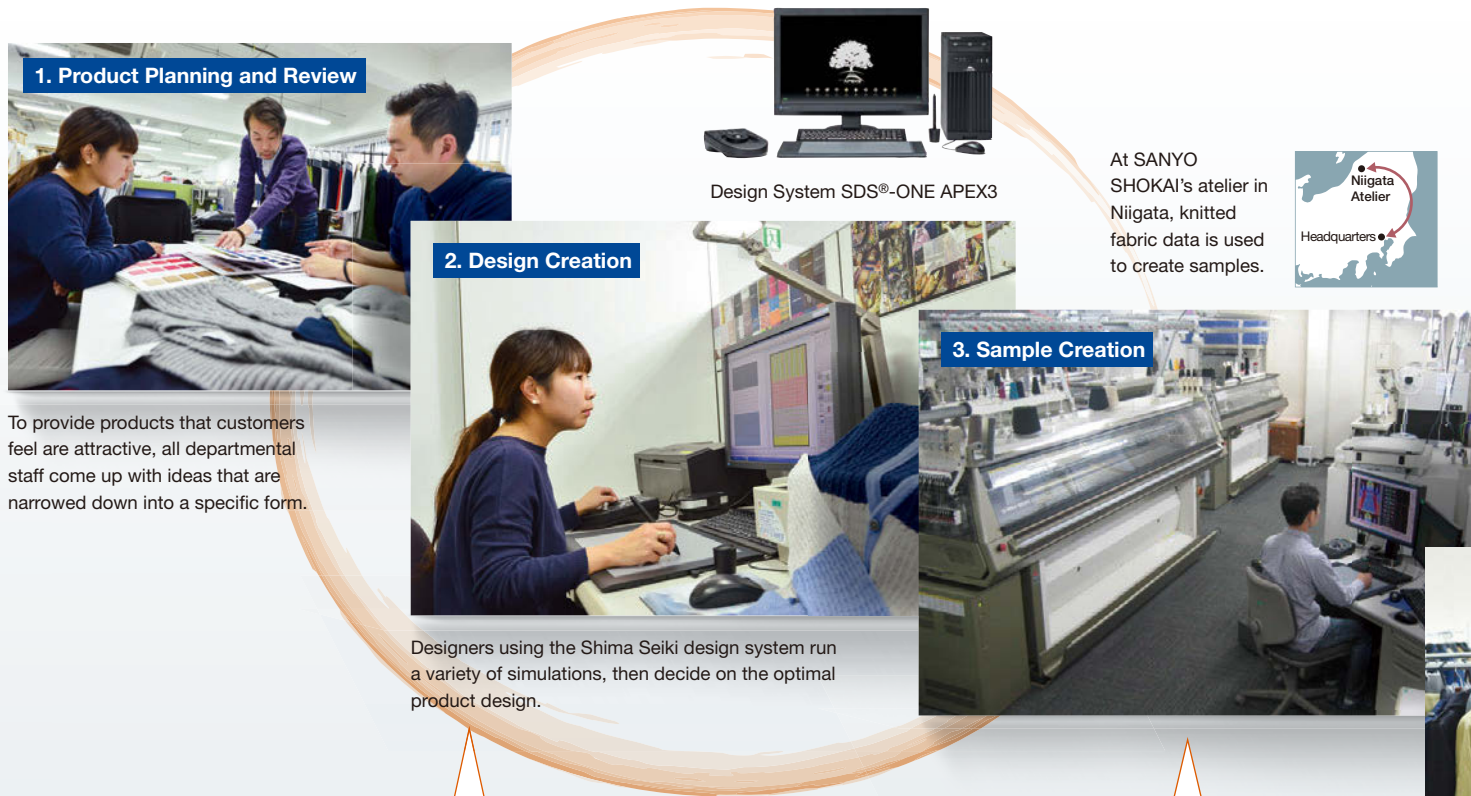 1. Product Planning and Review
To provide products that customers
feel are attractive, all departmental
staff come up with ideas that are
narrowed down into a specific form.
Design System SDS®-ONE APEX3
2. Design Creation
Designers using the Shima Seiki design system run
a variety of simulations, then decide on the optimal
product design.
At SANYO
SHOKAI's atelier in
Niigata, knitted
fabric data is used
to create samples.
Niigata
Atelier
Headquarters
3. Sample Creation